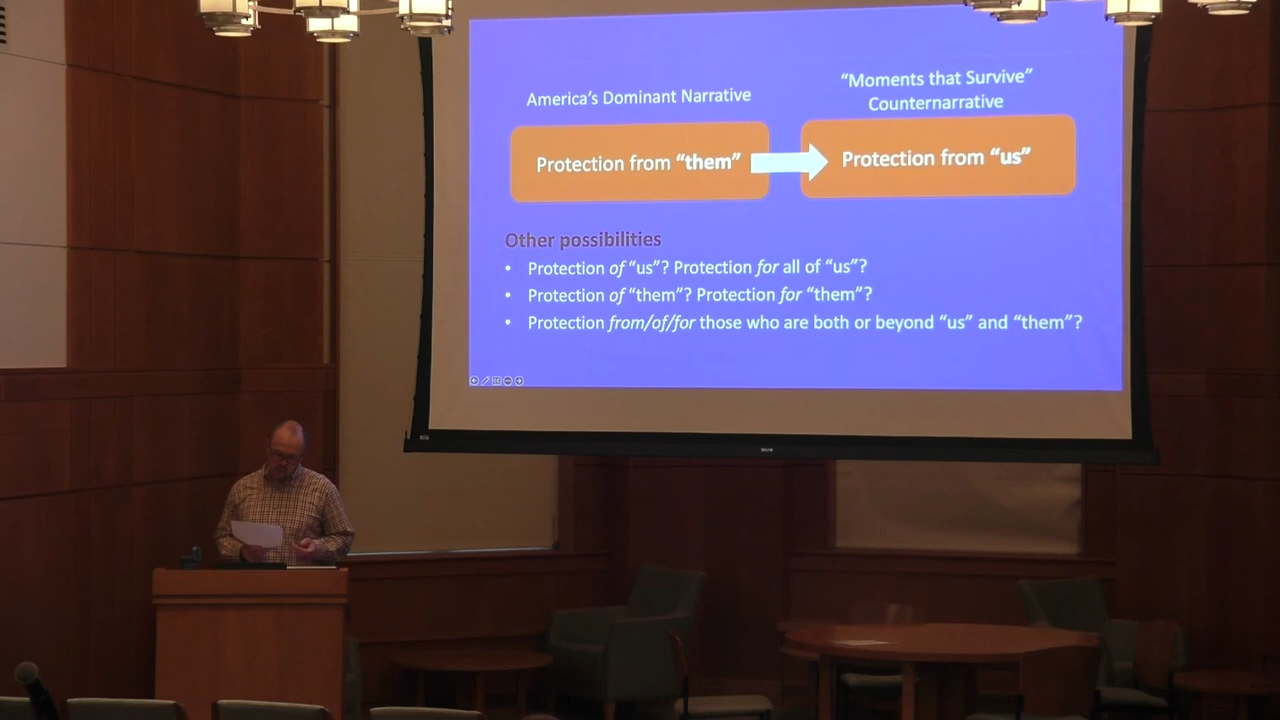 America's Dominant Narrative
“Moments that Survive”
Counternarrative
Protection from “them”
Protection from “us”
Other possibilities
• Protection of “us”? Protection for all of “us”?
• Protection of “them”? Protection for “them”?
• Protection from/of/for those who are both or beyond “us” and “them”?